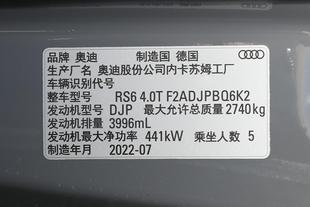 品牌 奥迪 制造国 德国
生产厂名 奥迪股份公司内卡苏姆工厂
车辆识别代号
整车型号 RS6 4.0T F2ADJPBQ6K2
发动机型号 DJP 最大允许总质量 2740kg
发动机排量 3996mL
发动机最大净功率 441kW 乘坐人数 5
制造年月 2022-07